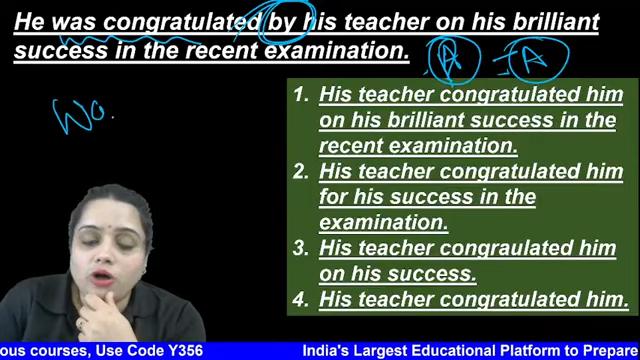 He was congratulated by his teacher on his brilliant
success in the recent examination.
A = A
Wo.
1. His teacher congratulated him
on his brilliant success in the
recent examination.
2. His teacher congratulated him
for his success in the
examination.
3. His teacher congraulated him
on his success.
4. His teacher congratulated him.
ous courses, Use Code Y356 India's Largest Educational Platform to Prepare